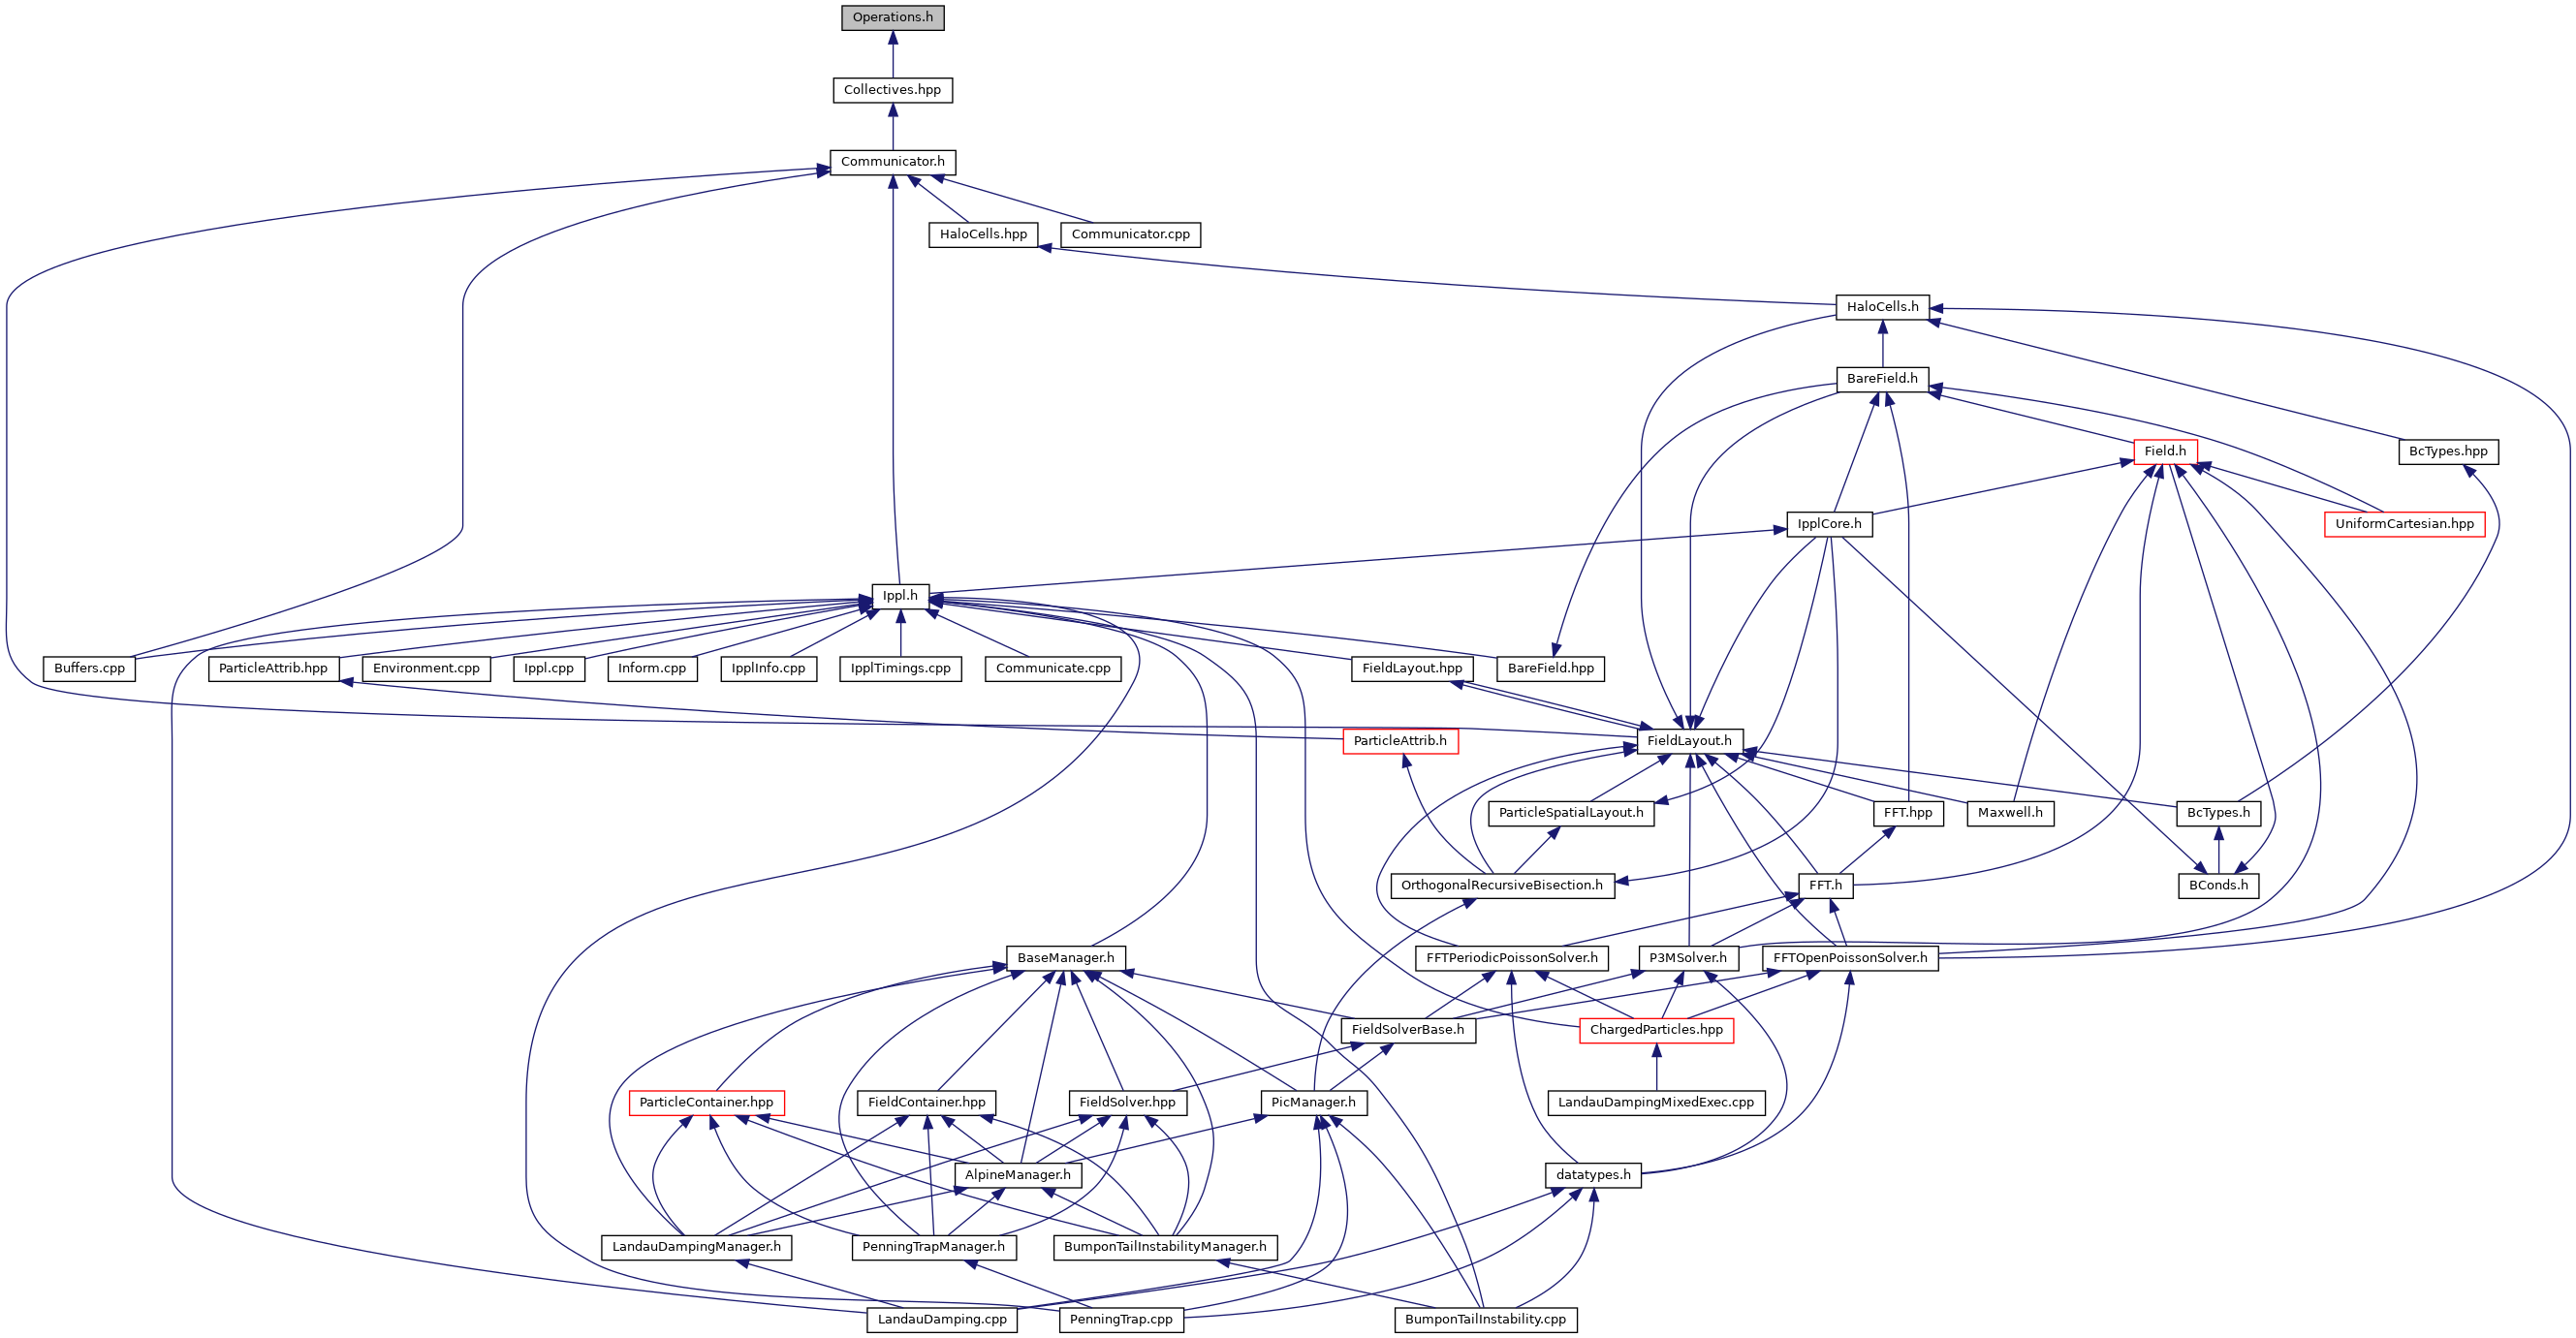 Operations.h
Collectives.hpp
Communicator.h
HaloCells.hpp
Communicator.cpp
HaloCells.h
BareField.h
Field.h
BcTypes.hpp
IpplCore.h
UniformCartesian.hpp
Ippl.h
Buffers.cpp
ParticleAttrib.hpp
Environment.cpp
Ippl.cpp
Inform.cpp
IpplInfo.cpp
IpplTimings.cpp
Communicate.cpp
FieldLayout.hpp
BareField.hpp
ParticleAttrib.h
FieldLayout.h
ParticleSpatialLayout.h
FFT.hpp
Maxwell.h
BcTypes.h
OrthogonalRecursiveBisection.h
FFT.h
BConds.h
BaseManager.h
FFTPeriodicPoissonSolver.h
P3MSolver.h
FFTOpenPoissonSolver.h
FieldSolverBase.h
ChargedParticles.hpp
ParticleContainer.hpp
FieldContainer.hpp
FieldSolver.hpp
PicManager.h
LandauDampingMixedExec.cpp
AlpineManager.h
datatypes.h
LandauDampingManager.h
PenningTrapManager.h
BumponTailInstabilityManager.h
LandauDamping.cpp
PenningTrap.cpp
BumponTailInstability.cpp